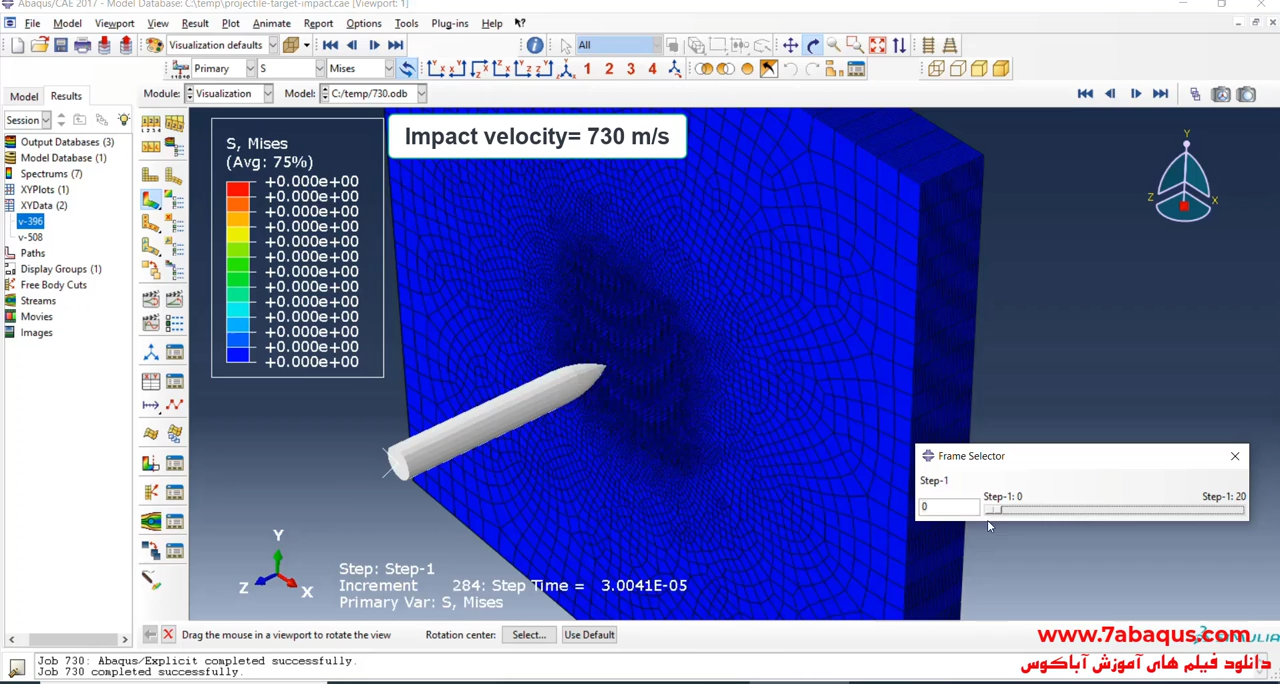 Abaqus/CAE 2017 - Model Database: C:\temp\projectile-target-impact.cae [Viewport: 1]
File Model Viewport View Result Plot Animate Report Options Tools Plug-ins Help
Visualization defaults All
Primary S Mises 1 2 3 4
Model Results Module: Visualization Model: C:/temp/730.odb
Session
Output Databases (3)
Model Database (1)
Spectrums (7)
XYPlots (1)
XYData (2)
v-396
v-508
Paths
Display Groups (1)
Free Body Cuts
Streams
Movies
Images
S, Mises
(Avg: 75%)
+0.000e+00
+0.000e+00
+0.000e+00
+0.000e+00
+0.000e+00
+0.000e+00
+0.000e+00
+0.000e+00
+0.000e+00
+0.000e+00
+0.000e+00
+0.000e+00
+0.000e+00
Impact velocity= 730 m/s
Y
Z X
Frame Selector
Step-1
Step-1: 0 Step-1: 20
0
Y
Z X
Step: Step-1
Increment 284: Step Time = 3.0041E-05
Primary Var: S, Mises
Drag the mouse in a viewport to rotate the view Rotation center: Select... Use Default
www.7abaqus.com
دانلود فیلم های آموزش آباکوس
Job 730: Abaqus/Explicit completed successfully.
Job 730 completed successfully.